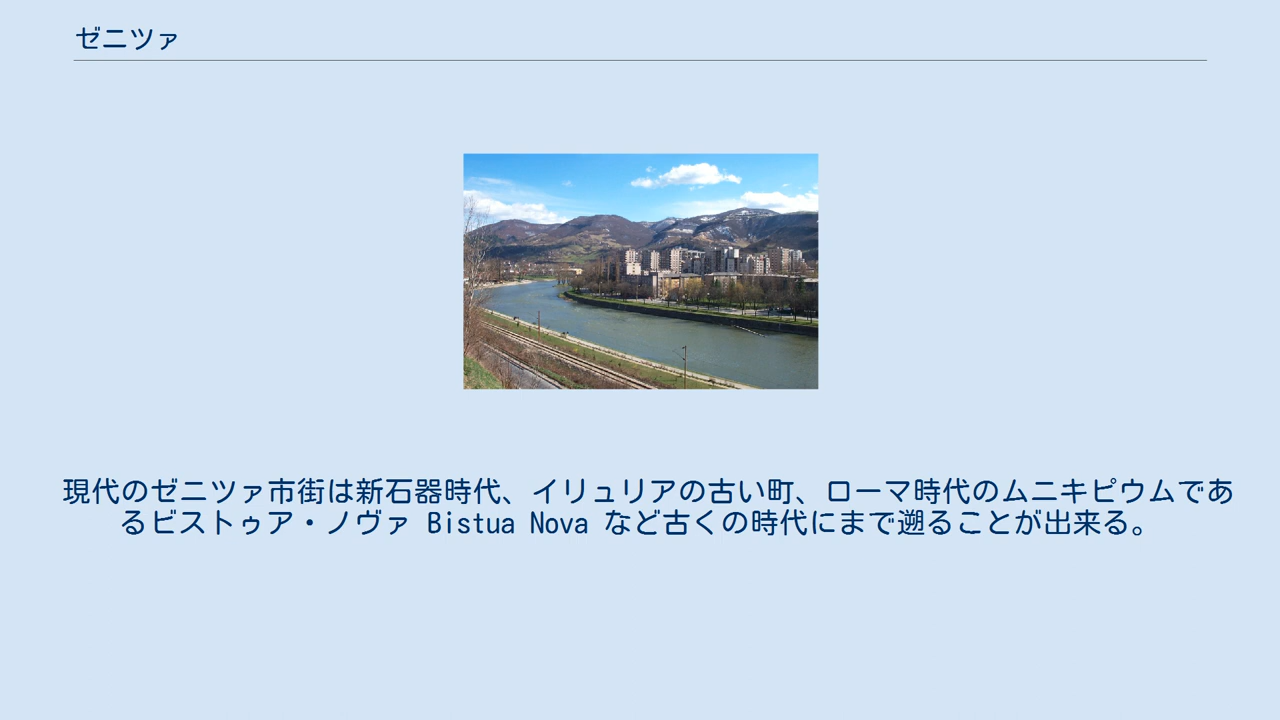 ゼニツァ
現代のゼニツァ市街は新石器時代、イリュリアの古い町、ローマ時代のムニキピウムであ
るビストゥア・ノヴァ Bistua Nova など古くの時代にまで遡ることが出来る。